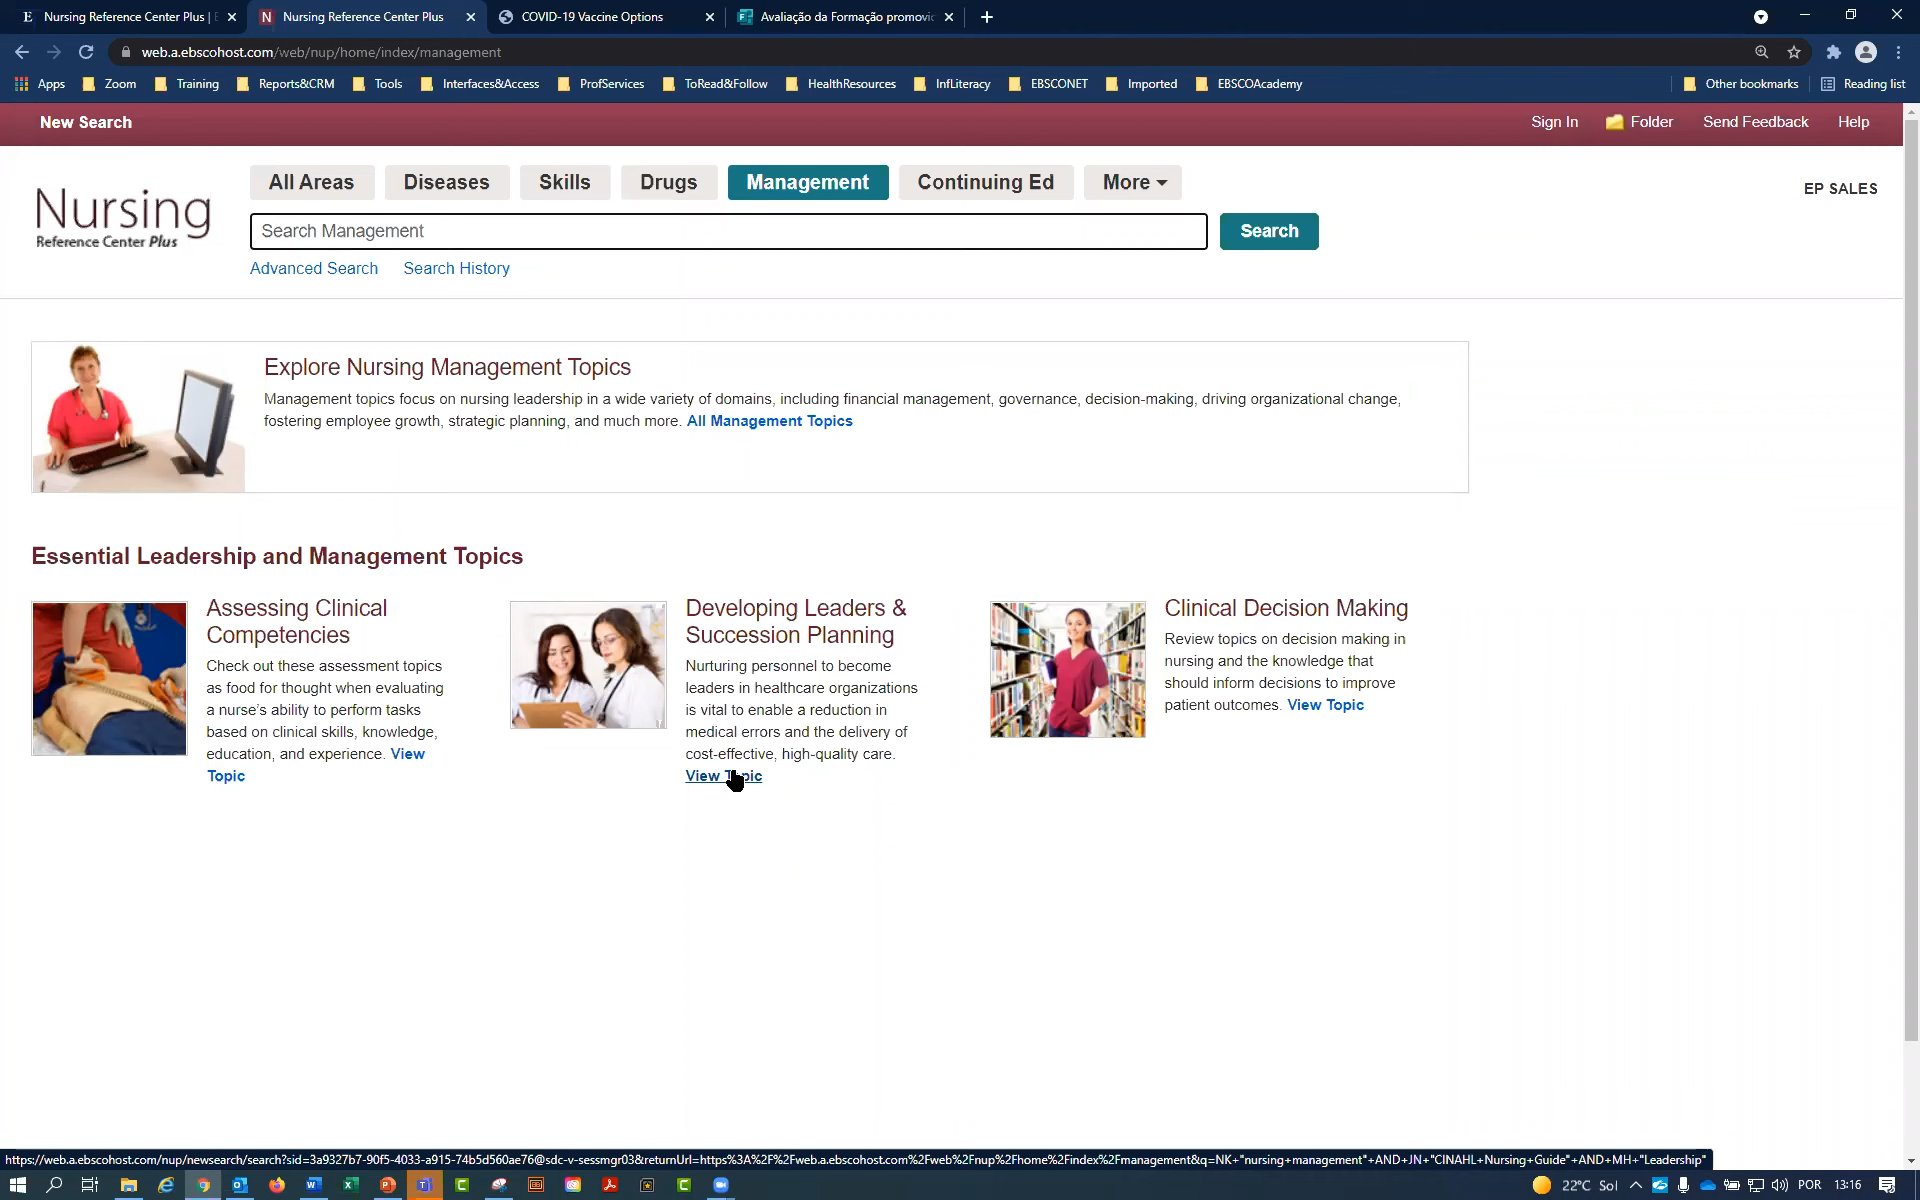 Nursing Reference Center Plus | E
Nursing Reference Center Plus
COVID-19 Vaccine Options
Avaliação da Formação promovid
web.a.ebscohost.com/web/nup/home/index/management
Apps
Zoom
Training
Reports&CRM
Tools
Interfaces&Access
ProfServices
ToRead&Follow
HealthResources
InfLiteracy
EBSCONET
Imported
EBSCOAcademy
Other bookmarks
Reading list
New Search
Sign In
Folder
Send Feedback
Help
All Areas
Diseases
Skills
Drugs
Management
Continuing Ed
More
EP SALES
Nursing
Reference Center Plus
Search Management
Search
Advanced Search
Search History
Explore Nursing Management Topics
Management topics focus on nursing leadership in a wide variety of domains, including financial management, governance, decision-making, driving organizational change,
fostering employee growth, strategic planning, and much more. All Management Topics
Essential Leadership and Management Topics
Assessing Clinical
Competencies
Check out these assessment topics
as food for thought when evaluating
a nurse's ability to perform tasks
based on clinical skills, knowledge,
education, and experience. View
Topic
Developing Leaders &
Succession Planning
Nurturing personnel to become
leaders in healthcare organizations
is vital to enable a reduction in
medical errors and the delivery of
cost-effective, high-quality care.
View Topic
Clinical Decision Making
Review topics on decision making in
nursing and the knowledge that
should inform decisions to improve
patient outcomes. View Topic
https://web.a.ebscohost.com/nup/newsearch/search?sid=3a9327b7-90f5-4033-a915-74b5d560ae76@sdc-v-sessmgr03&returnUrl=https%3A%2F%2Fweb.a.ebscohost.com%2Fweb%2Fnup%2Fhome%2Findex%2Fmanagement&q=NK+"nursing+management"+AND+JN+"CINAHL+Nursing+Guide"+AND+MH+"Leadership"
22°C Sol
POR
13:16